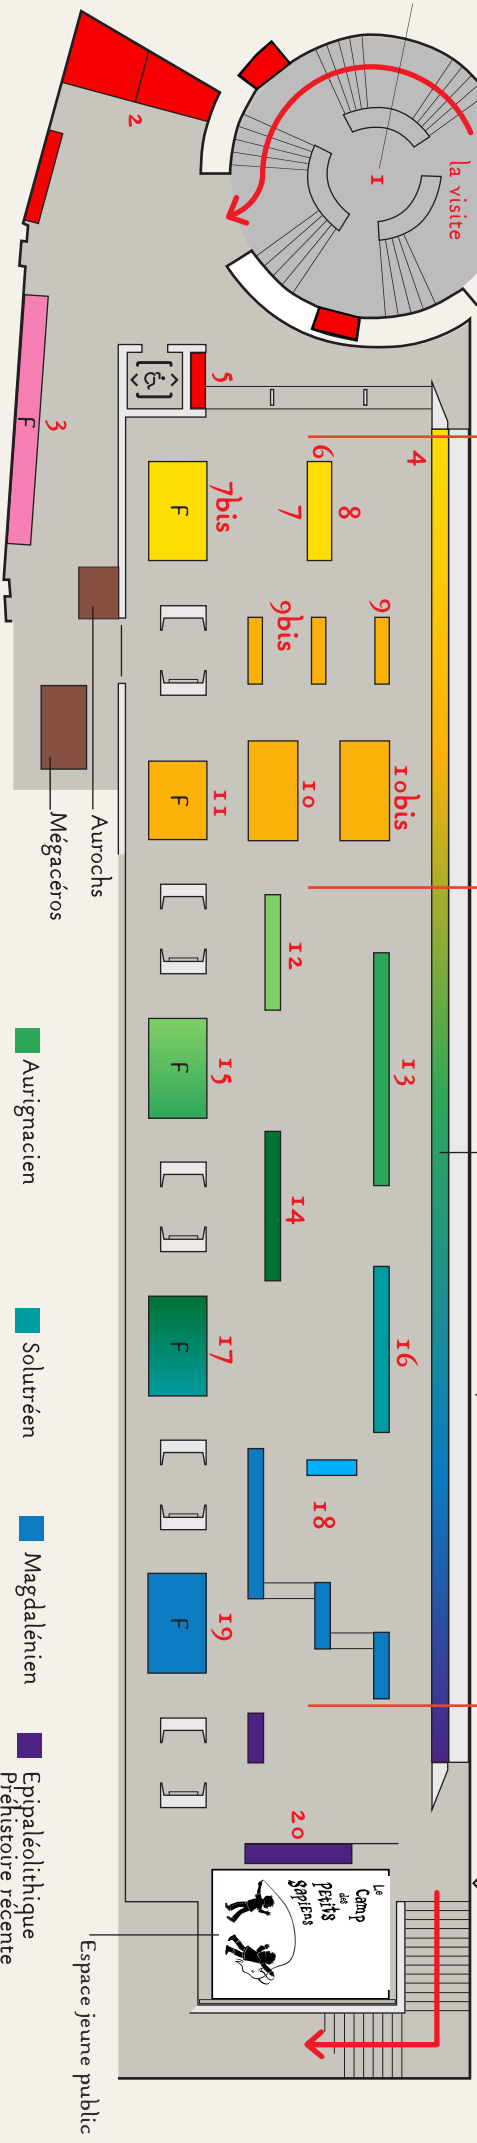 la visite
1
2
3
F
4
5
6
7
8
7bis
F
9
9bis
10bis
10
11
F
Aurochs
Mégacéros
12
13
15
F
14
16
17
F
18
19
F
20
Le
Camp
des
petits
sapiens
Aurignacien
Solutréen
Magdalénien
Epipaléolithique
Préhistoire récente
Espace jeune public